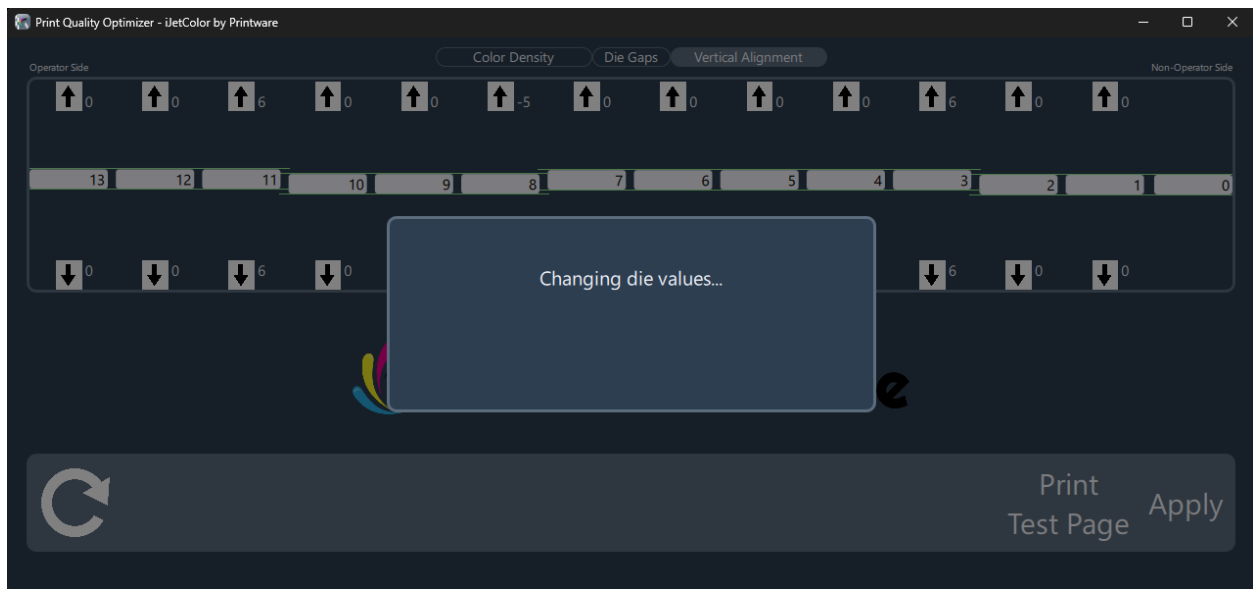 Print Quality Optimizer - iJetColor by Printware
Color Density Die Gaps Vertical Alignment
Operator Side Non-Operator Side
0 0 6 0 0 -5 0 0 0 0 6 0 0
13 12 11 10 9 8 7 6 5 4 3 2 1 0
0 0 6 0 6 0 0
Changing die values...
e
Print
Test Page
Apply